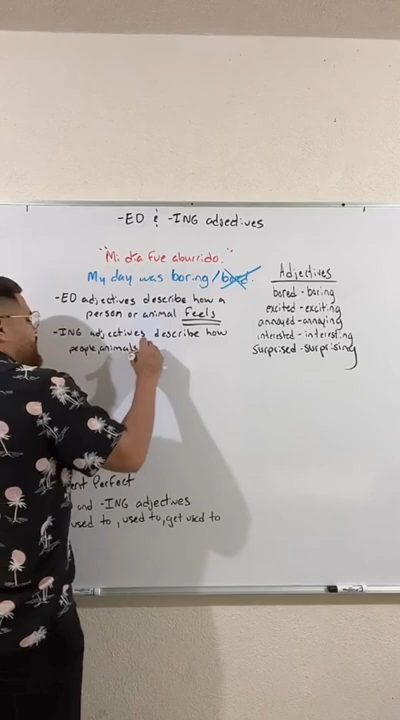 -ED & -ING adjectives
"Mi día fue aburrido."
My day was boring/bored.
-ED adjectives describe how a
person or animal feels
-ING adjectives describe how
people, animals
Adjectives
bored - boring
excited - exciting
annoyed - annoying
interested - interesting
surprised - surprising
Perfect
and -ING adjectives
used to, used to, get used to